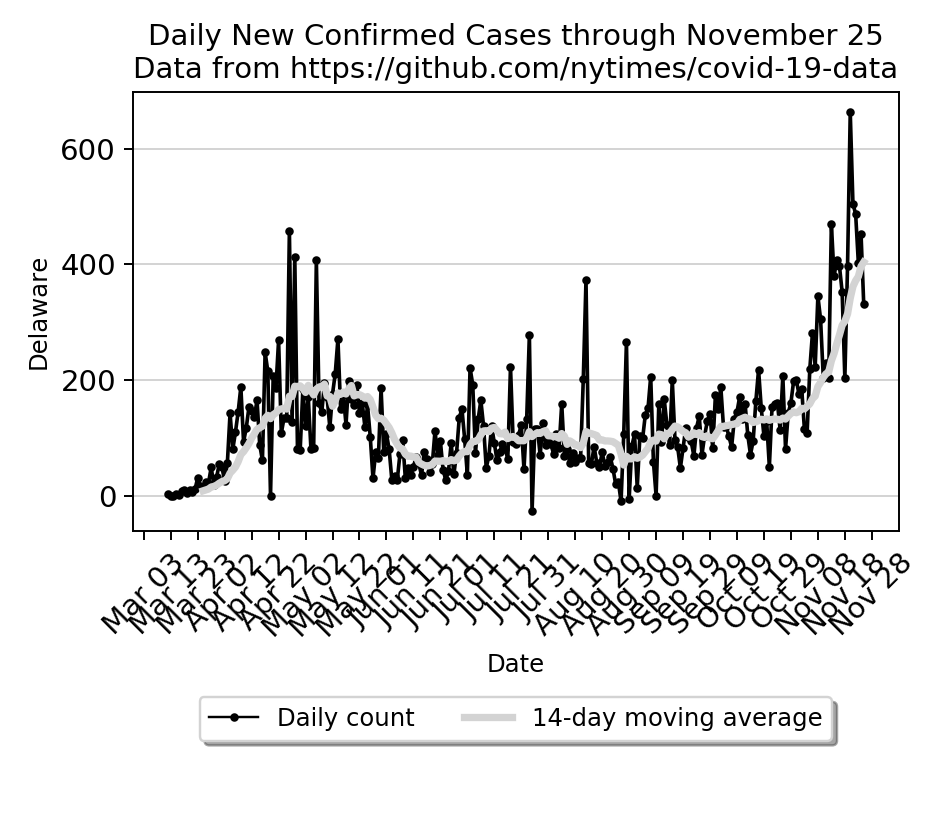 Daily New Confirmed Cases through November 25
Data from https://github.com/nytimes/covid-19-data
Delaware
600
400
200
0
Mar 03
Mar 13
Mar 23
Apr 02
Apr 12
Apr 22
May 02
May 12
May 22
Jun 01
Jun 11
Jun 21
Jul 01
Jul 11
Jul 21
Jul 31
Aug 10
Aug 20
Aug 30
Sep 09
Sep 19
Sep 29
Oct 09
Oct 19
Oct 29
Nov 08
Nov 18
Nov 28
Date
Daily count
14-day moving average